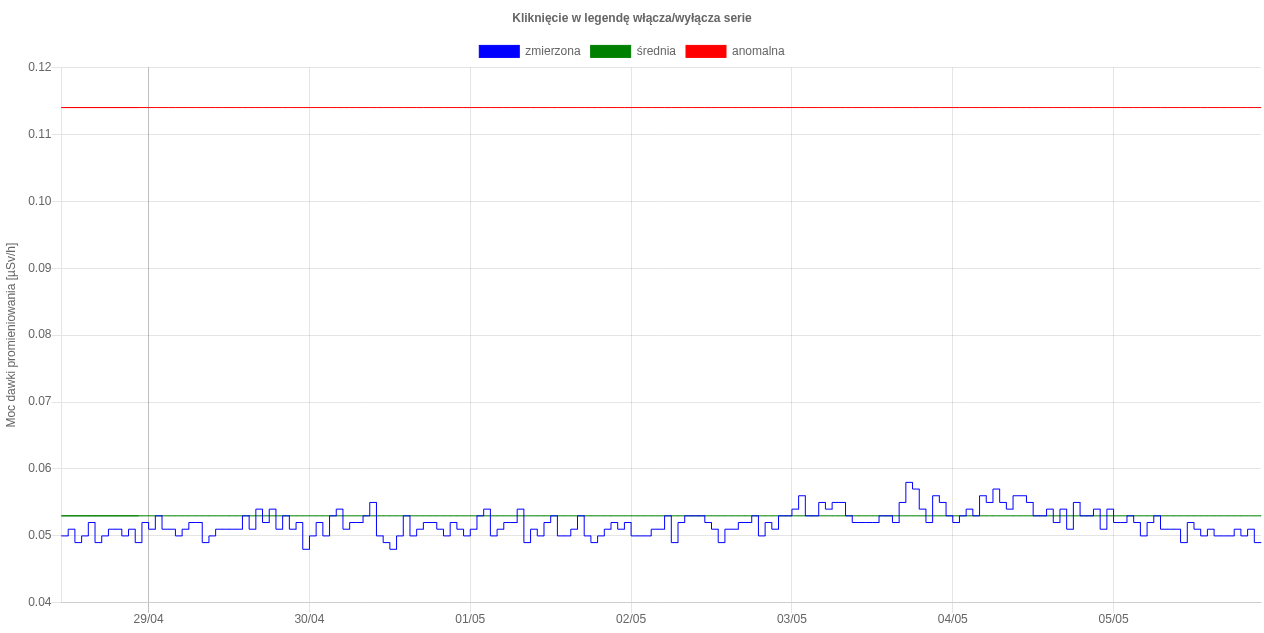 Kliknięcie w legendę włącza/wyłącza serie
zmierzona średnia anomalna
Moc dawki promieniowania [µSv/h]
0.12
0.11
0.10
0.09
0.08
0.07
0.06
0.05
0.04
29/04 30/04 01/05 02/05 03/05 04/05 05/05